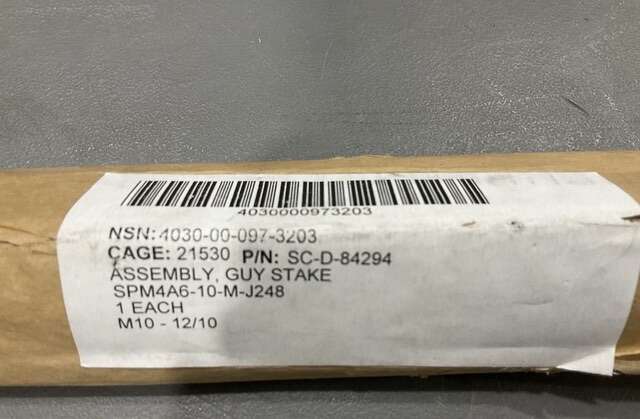 4030000973203
NSN: 4030-00-097-3203
CAGE: 21530 P/N: SC-D-84294
ASSEMBLY, GUY STAKE
SPM4A6-10-M-J248
1 EACH
M10 - 12/10